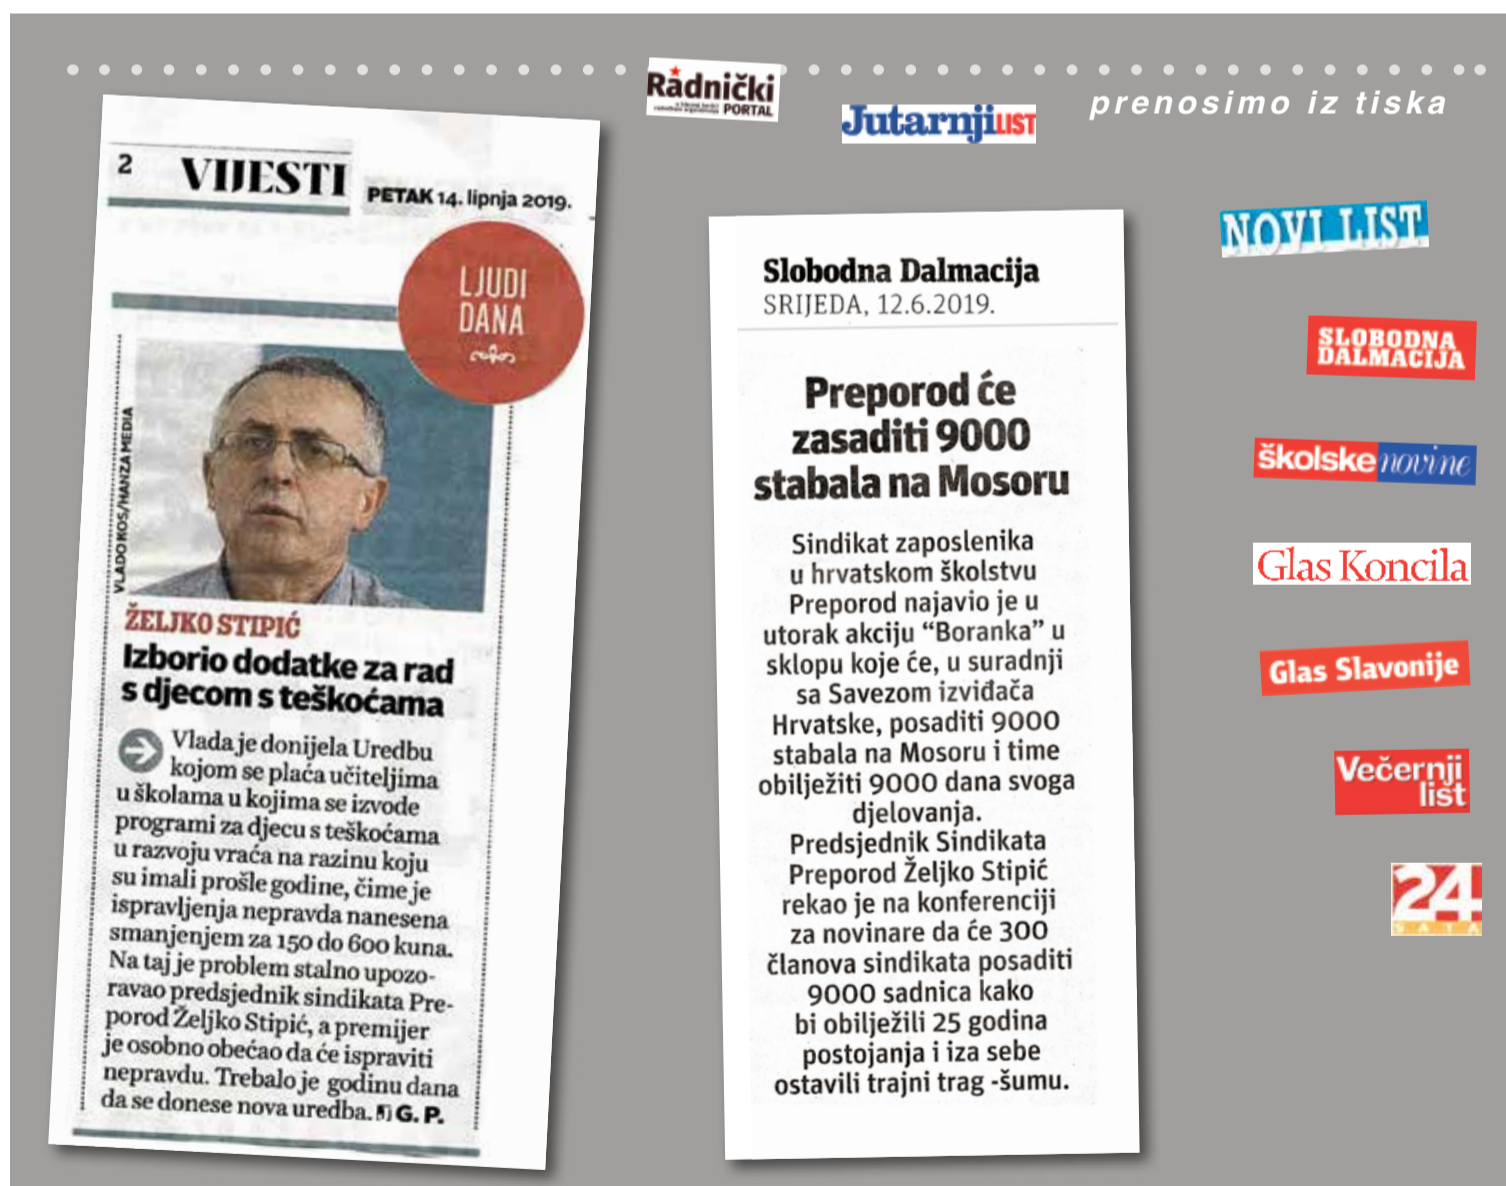 Radnički
PORTAL
Jutarnji LIST
prenosimo iz tiska
2 VIJESTI PETAK 14. lipnja 2019.
LJUDI
DANA
VLADO KOS/HANZA MEDIA
ŽELJKO STIPIĆ
Izborio dodatke za rad
s djecom s teškoćama
Vlada je donijela Uredbu
kojom se plaća učiteljima
u školama u kojima se izvode
programi za djecu s teškoćama
u razvoju vraća na razinu koju
su imali prošle godine, čime je
ispravljenja nepravda nanesena
smanjenjem za 150 do 600 kuna.
Na taj je problem stalno upozo-
ravao predsjednik sindikata Pre-
porod Željko Stipić, a premijer
je osobno obećao da će ispraviti
nepravdu. Trebalo je godinu dana
da se donese nova uredba. G. P.
Slobodna Dalmacija
SRIJEDA, 12.6.2019.
Preporod će
zasaditi 9000
stabala na Mosoru
Sindikat zaposlenika
u hrvatskom školstvu
Preporod najavio je u
utorak akciju “Boranka” u
sklopu koje će, u suradnji
sa Savezom izviđača
Hrvatske, posaditi 9000
stabala na Mosoru i time
obilježiti 9000 dana svoga
djelovanja.
Predsjednik Sindikata
Preporod Željko Stipić
rekao je na konferenciji
za novinare da će 300
članova sindikata posaditi
9000 sadnica kako
bi obilježili 25 godina
postojanja i iza sebe
ostavili trajni trag -šumu.
NOVI LIST
SLOBODNA
DALMACIJA
školske novine
Glas Koncila
Glas Slavonije
Večernji
list
24
SATA